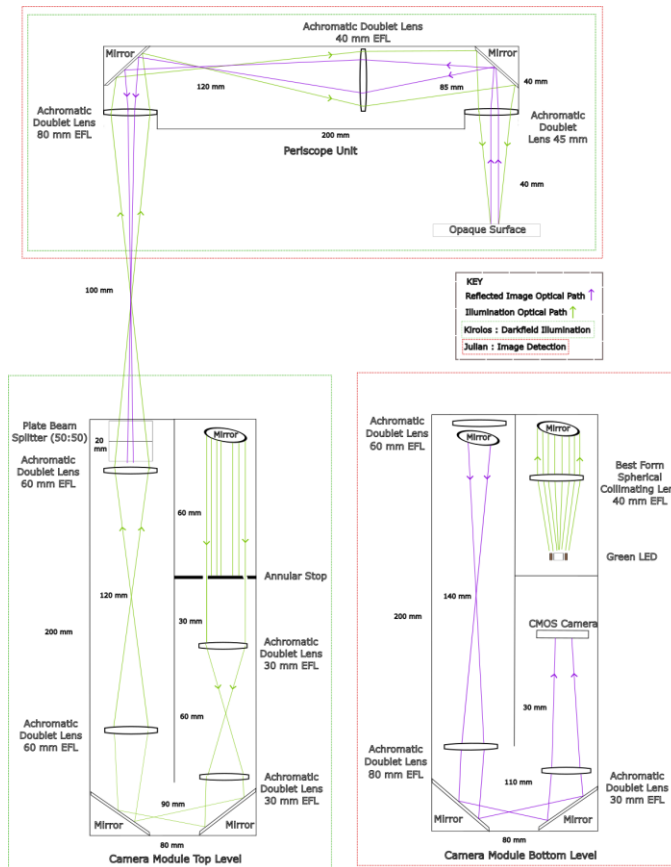 Achromatic Doublet Lens
40 mm EFL
Mirror
Mirror
120 mm
85 mm
40 mm
Achromatic
Doublet Lens
80 mm EFL
Achromatic
Doublet
Lens 45 mm
200 mm
Periscope Unit
40 mm
Opaque Surface
100 mm
KEY
Reflected Image Optical Path
Illumination Optical Path
Kirolos : Darkfield Illumination
Julian : Image Detection
Plate Beam
Splitter (50:50)
20
mm
Achromatic
Doublet Lens
60 mm EFL
Mirror
60 mm
Annular Stop
120 mm
30 mm
200 mm
Achromatic
Doublet Lens
30 mm EFL
60 mm
Achromatic
Doublet Lens
60 mm EFL
Achromatic
Doublet Lens
30 mm EFL
90 mm
Mirror
Mirror
80 mm
Camera Module Top Level
Achromatic
Doublet Lens
60 mm EFL
Mirror
Mirror
Best Form
Spherical
Collimating Len
40 mm EFL
Green LED
140 mm
200 mm
CMOS Camera
30 mm
Achromatic
Doublet Lens
80 mm EFL
110 mm
Achromatic
Doublet Lens
30 mm EFL
Mirror
Mirror
80 mm
Camera Module Bottom Level